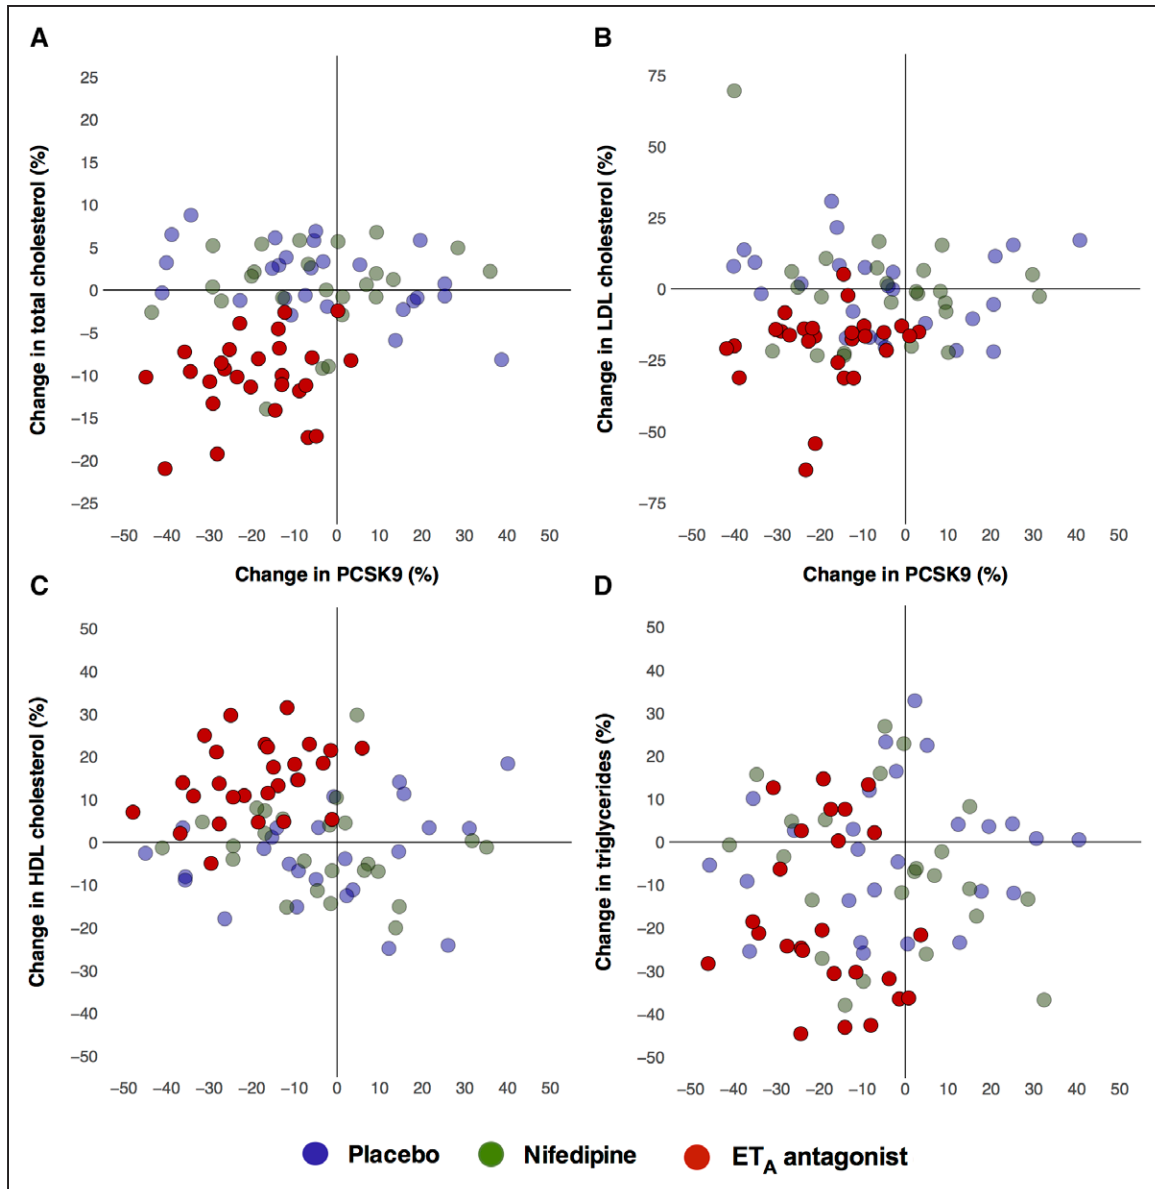 A
Change in total cholesterol (%)
25
20
15
10
5
0
−5
−10
−15
−20
−25
−50 −40 −30 −20 −10 0 10 20 30 40 50
Change in PCSK9 (%)
B
Change in LDL cholesterol (%)
75
50
25
0
−25
−50
−75
−50 −40 −30 −20 −10 0 10 20 30 40 50
Change in PCSK9 (%)
C
Change in HDL cholesterol (%)
50
40
30
20
10
0
−10
−20
−30
−40
−50
−50 −40 −30 −20 −10 0 10 20 30 40 50
D
Change in triglycerides (%)
50
40
30
20
10
0
−10
−20
−30
−40
−50
−50 −40 −30 −20 −10 0 10 20 30 40 50
Placebo Nifedipine ETA antagonist